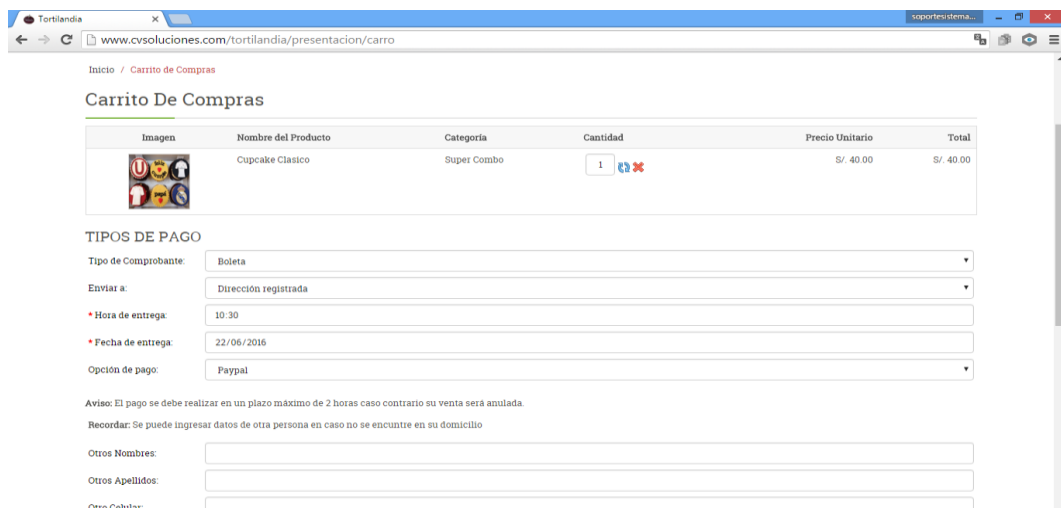 Tortilandia
soportesistema...
www.cvsoluciones.com/tortilandia/presentacion/carro
Inicio / Carrito de Compras
Carrito De Compras
Imagen Nombre del Producto Categoría Cantidad Precio Unitario Total
Cupcake Clasico Super Combo 1 S/. 40.00 S/. 40.00
TIPOS DE PAGO
Tipo de Comprobante: Boleta
Enviar a: Dirección registrada
* Hora de entrega: 10:30
* Fecha de entrega: 22/06/2016
Opción de pago: Paypal
Aviso: El pago se debe realizar en un plazo máximo de 2 horas caso contrario su venta será anulada.
Recordar: Se puede ingresar datos de otra persona en caso no se encuntre en su domicilio
Otros Nombres:
Otros Apellidos:
Otro Celular: